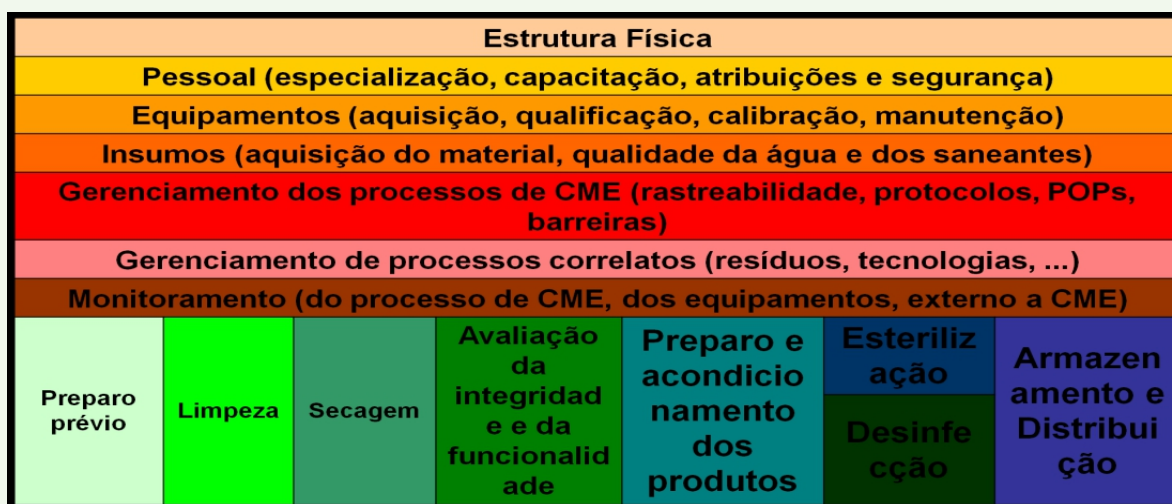 Estrutura Física
Pessoal (especialização, capacitação, atribuições e segurança)
Equipamentos (aquisição, qualificação, calibração, manutenção)
Insumos (aquisição do material, qualidade da água e dos saneantes)
Gerenciamento dos processos de CME (rastreabilidade, protocolos, POPs,
barreiras)
Gerenciamento de processos correlatos (resíduos, tecnologias, ...)
Monitoramento (do processo de CME, dos equipamentos, externo a CME)
Preparo
prévio
Limpeza
Secagem
Avaliação
da
integridad
e e da
funcionalid
ade
Preparo e
acondicio
namento
dos
produtos
Esteriliz
ação
Desinfe
cção
Armazen
amento e
Distribui
ção